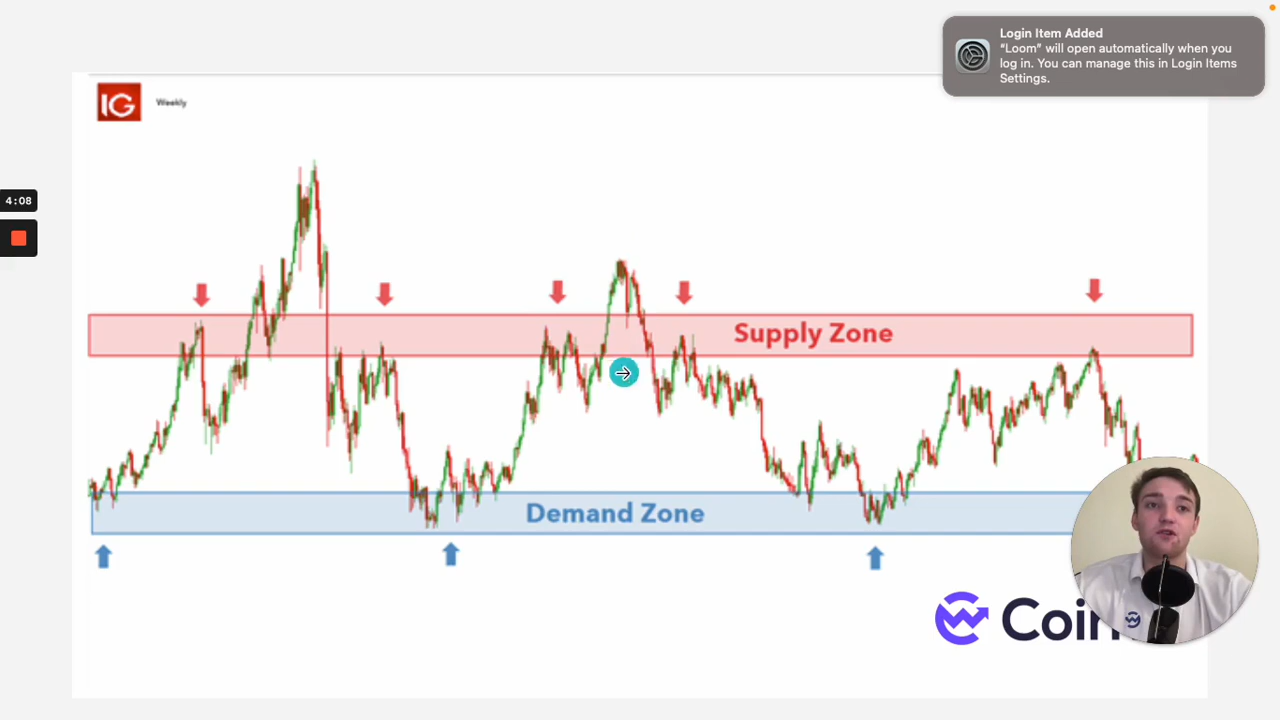 Login Item Added
“Loom” will open automatically when you
log in. You can manage this in Login Items
Settings.
IG
Weekly
4:08
Supply Zone
Demand Zone
Coin